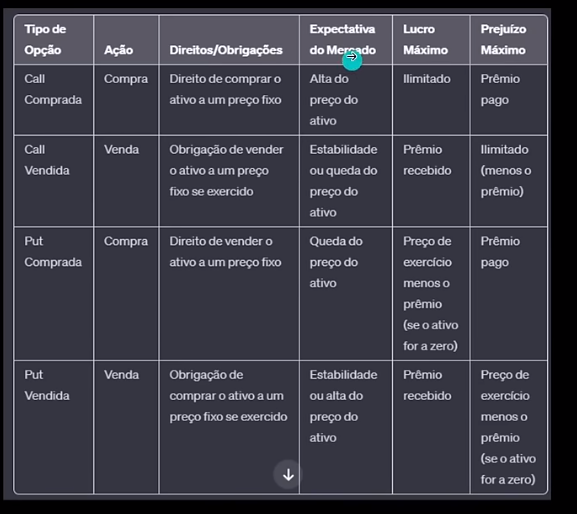 Tipo de Opção | Ação | Direitos/Obrigações | Expectativa do Mercado | Lucro Máximo | Prejuízo Máximo
Call Comprada | Compra | Direito de comprar o ativo a um preço fixo | Alta do preço do ativo | Ilimitado | Prêmio pago
Call Vendida | Venda | Obrigação de vender o ativo a um preço fixo se exercido | Estabilidade ou queda do preço do ativo | Prêmio recebido | Ilimitado (menos o prêmio)
Put Comprada | Compra | Direito de vender o ativo a um preço fixo | Queda do preço do ativo | Preço de exercício menos o prêmio (se o ativo for a zero) | Prêmio pago
Put Vendida | Venda | Obrigação de comprar o ativo a um preço fixo se exercido | Estabilidade ou alta do preço do ativo | Prêmio recebido | Preço de exercício menos o prêmio (se o ativo for a zero)